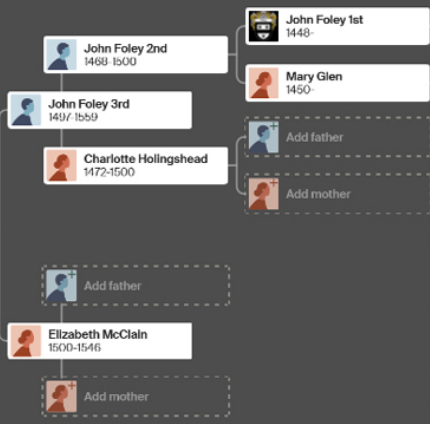 John Foley 1st
1448-
John Foley 2nd
1468-1500
Mary Glen
1450-
John Foley 3rd
1497-1559
Add father
Charlotte Holingshead
1472-1500
Add mother
Add father
Elizabeth McClain
1500-1546
Add mother